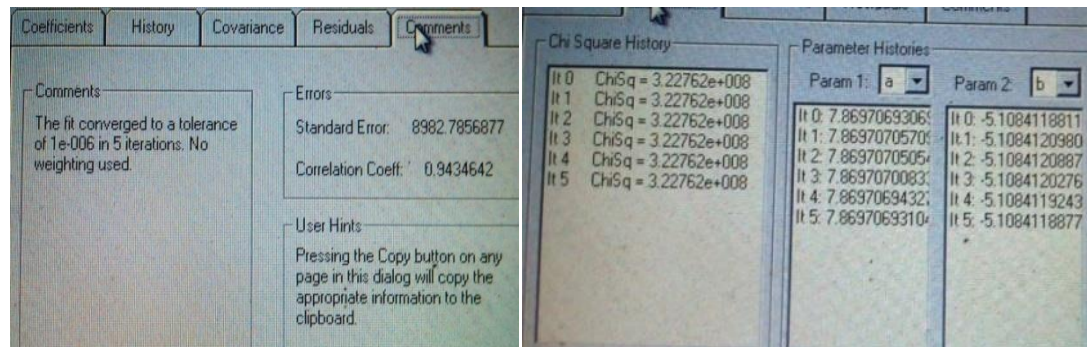 Coefficients History Covariance Residuals Comments
Comments
The fit converged to a tolerance
of 1e-006 in 5 iterations. No
weighting used.
Errors
Standard Error: 8982.7856877
Correlation Coeff: 0.9434642
User Hints
Pressing the Copy button on any
page in this dialog will copy the
appropriate information to the
clipboard.
Chi Square History
It 0 ChiSq = 3.22762e+008
It 1 ChiSq = 3.22762e+008
It 2 ChiSq = 3.22762e+008
It 3 ChiSq = 3.22762e+008
It 4 ChiSq = 3.22762e+008
It 5 ChiSq = 3.22762e+008
Parameter Histories
Param 1: a
It 0: 7.8697069306
It 1: 7.8697070570
It 2: 7.8697070505
It 3: 7.8697070083
It 4: 7.8697069432
It 5: 7.8697069310
Param 2: b
It 0: -5.1084118811
It 1: -5.1084120980
It 2: -5.1084120887
It 3: -5.1084120276
It 4: -5.1084119243
It 5: -5.1084118877